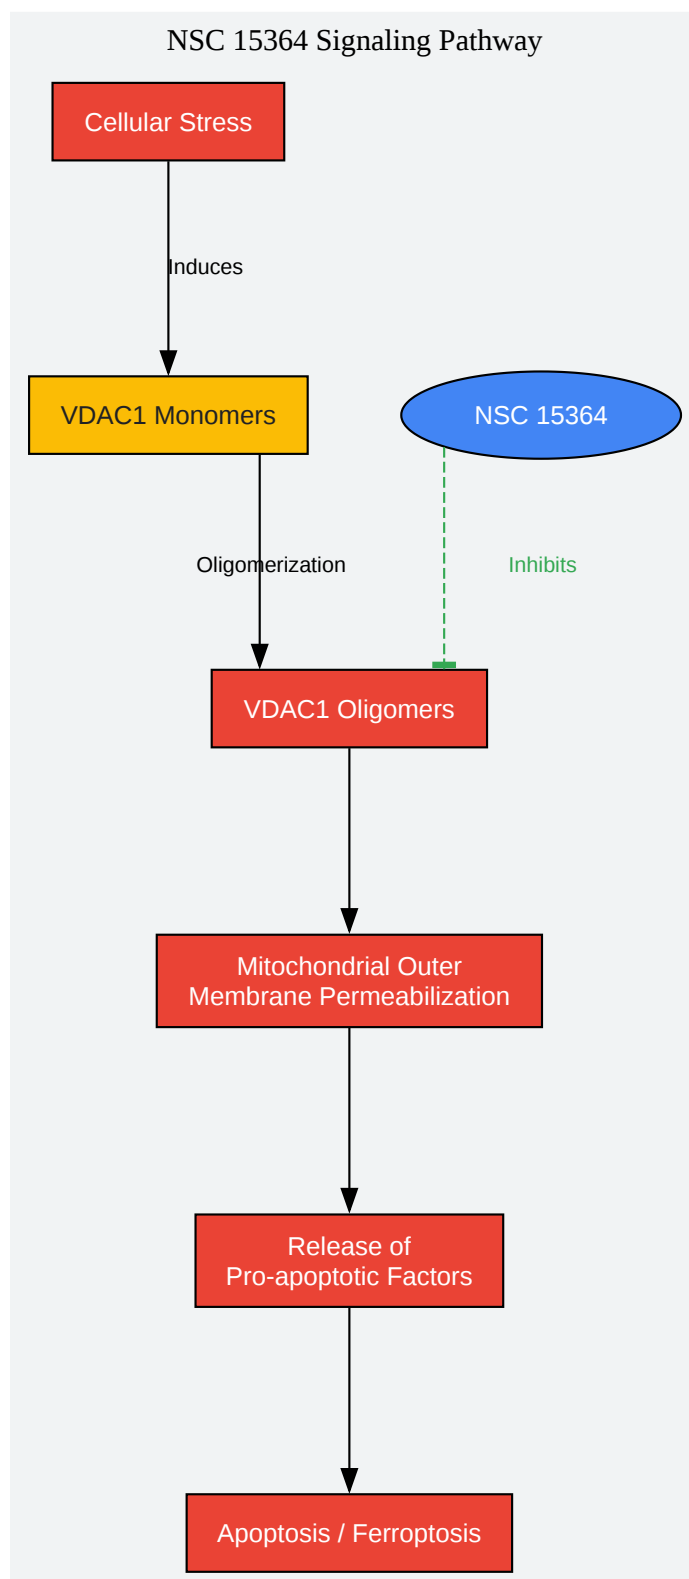 NSC 15364 Signaling Pathway
Cellular Stress
Induces
VDAC1 Monomers
NSC 15364
Oligomerization
Inhibits
VDAC1 Oligomers
Mitochondrial Outer
Membrane Permeabilization
Release of
Pro-apoptotic Factors
Apoptosis / Ferroptosis